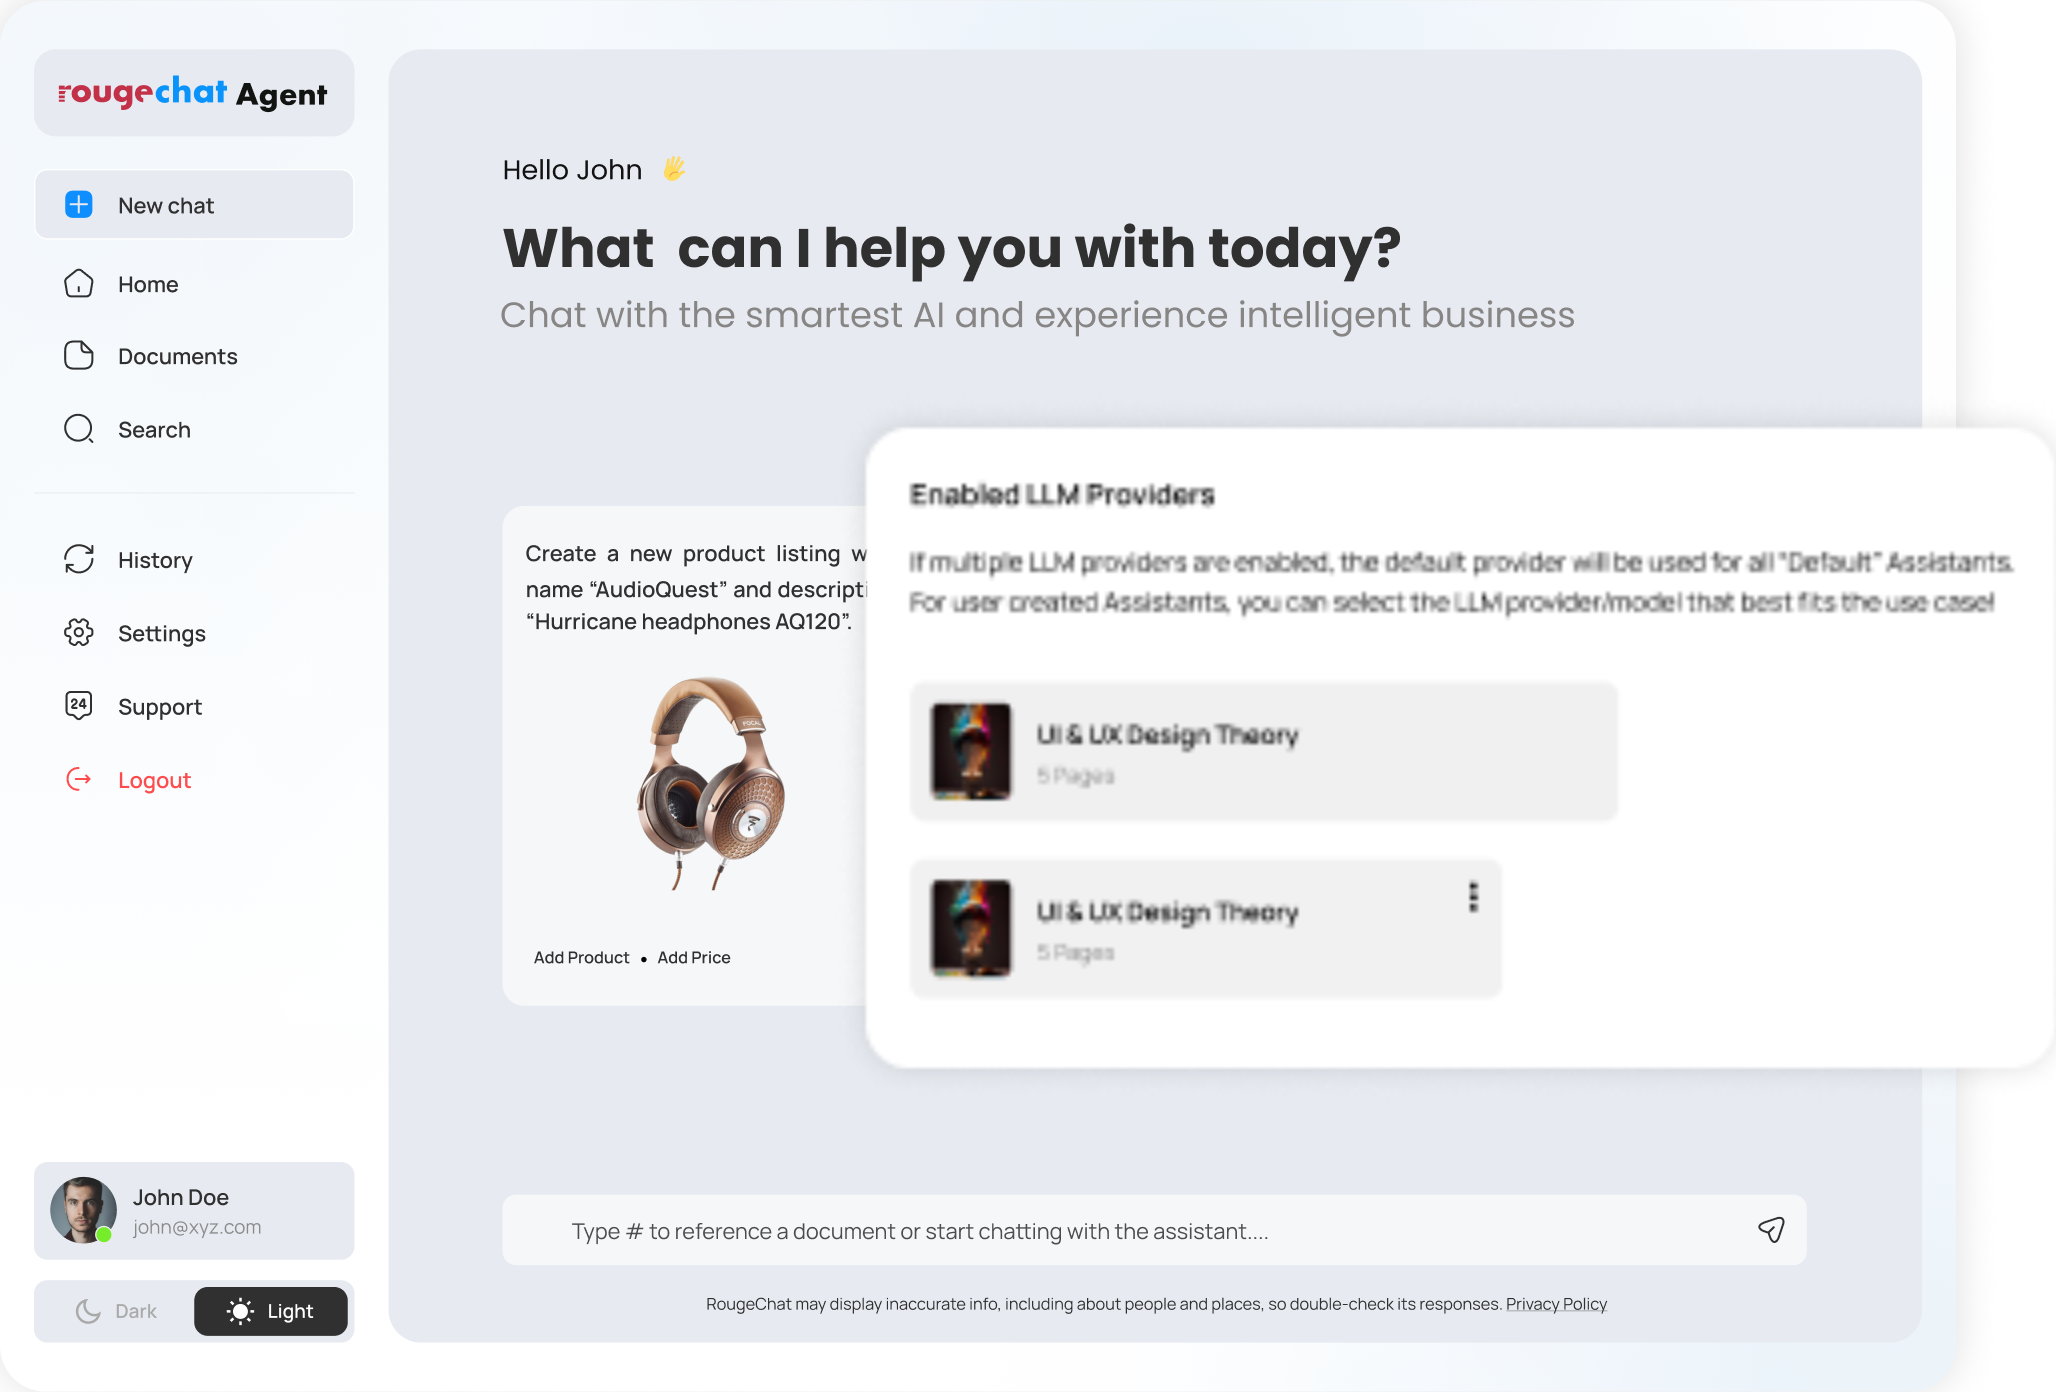 rougechat Agent
New chat
Home
Documents
Search
History
Settings
24
Support
Logout
John Doe
john@xyz.com
Dark
Light
Hello John
What can I help you with today?
Chat with the smartest AI and experience intelligent business
Create a new product listing w
name “AudioQuest” and descripti
“Hurricane headphones AQ120”.
FOCAL
Add Product • Add Price
Enabled LLM Providers
If multiple LLM providers are enabled, the default provider will be used for all "Default" Assistants.
For user created Assistants, you can select the LLM provider/model that best fits the use case!
UI & UX Design Theory
5 Pages
UI & UX Design Theory
5 Pages
Type # to reference a document or start chatting with the assistant....
RougeChat may display inaccurate info, including about people and places, so double-check its responses. Privacy Policy